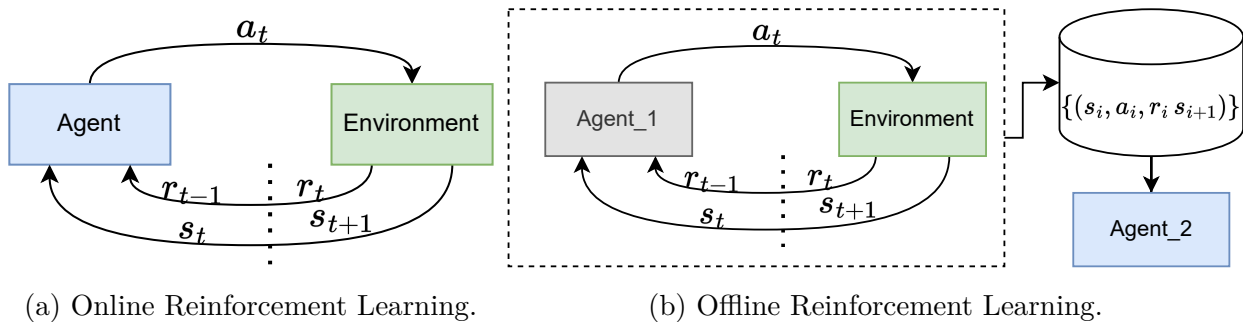 a_t
Agent
Environment
r_{t-1}
r_t
s_t
s_{t+1}
(a) Online Reinforcement Learning.
a_t
Agent_1
Environment
r_{t-1}
r_t
s_t
s_{t+1}
{(s_i, a_i, r_i s_{i+1})}
Agent_2
(b) Offline Reinforcement Learning.